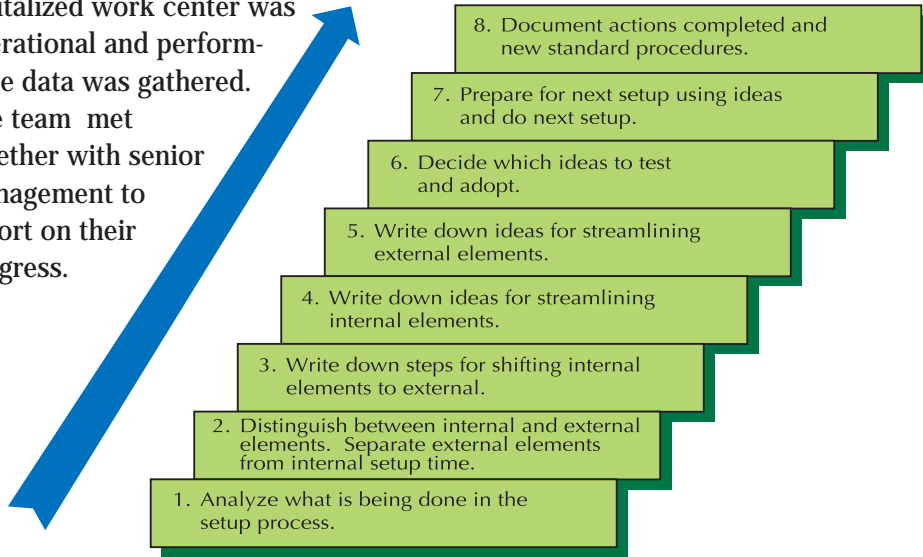 italized work center was
erational and perform-
e data was gathered.
e team met
ether with senior
nagement to
ort on their
gress.
8. Document actions completed and
new standard procedures.
7. Prepare for next setup using ideas
and do next setup.
6. Decide which ideas to test
and adopt.
5. Write down ideas for streamlining
external elements.
4. Write down ideas for streamlining
internal elements.
3. Write down steps for shifting internal
elements to external.
2. Distinguish between internal and external
elements. Separate external elements
from internal setup time.
1. Analyze what is being done in the
setup process.